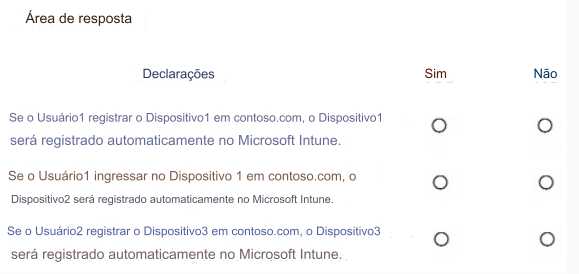 Área de resposta
Declarações Sim Não
Se o Usuário1 registrar o Dispositivo1 em contoso.com, o Dispositivo1
será registrado automaticamente no Microsoft Intune.
Se o Usuário1 ingressar no Dispositivo 1 em contoso.com, o
Dispositivo2 será registrado automaticamente no Microsoft Intune.
Se o Usuário2 registrar o Dispositivo3 em contoso.com, o Dispositivo3
será registrado automaticamente no Microsoft Intune.